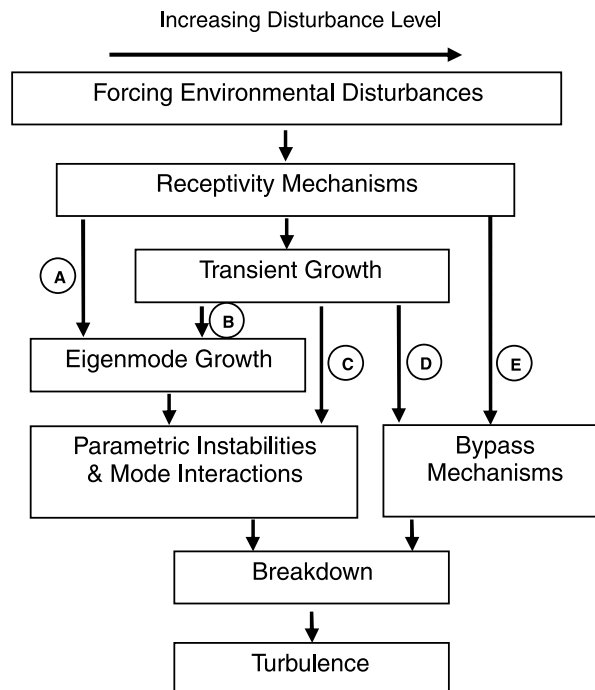 Increasing Disturbance Level
Forcing Environmental Disturbances
Receptivity Mechanisms
A
Transient Growth
B
Eigenmode Growth
C
D
E
Parametric Instabilities
& Mode Interactions
Bypass
Mechanisms
Breakdown
Turbulence